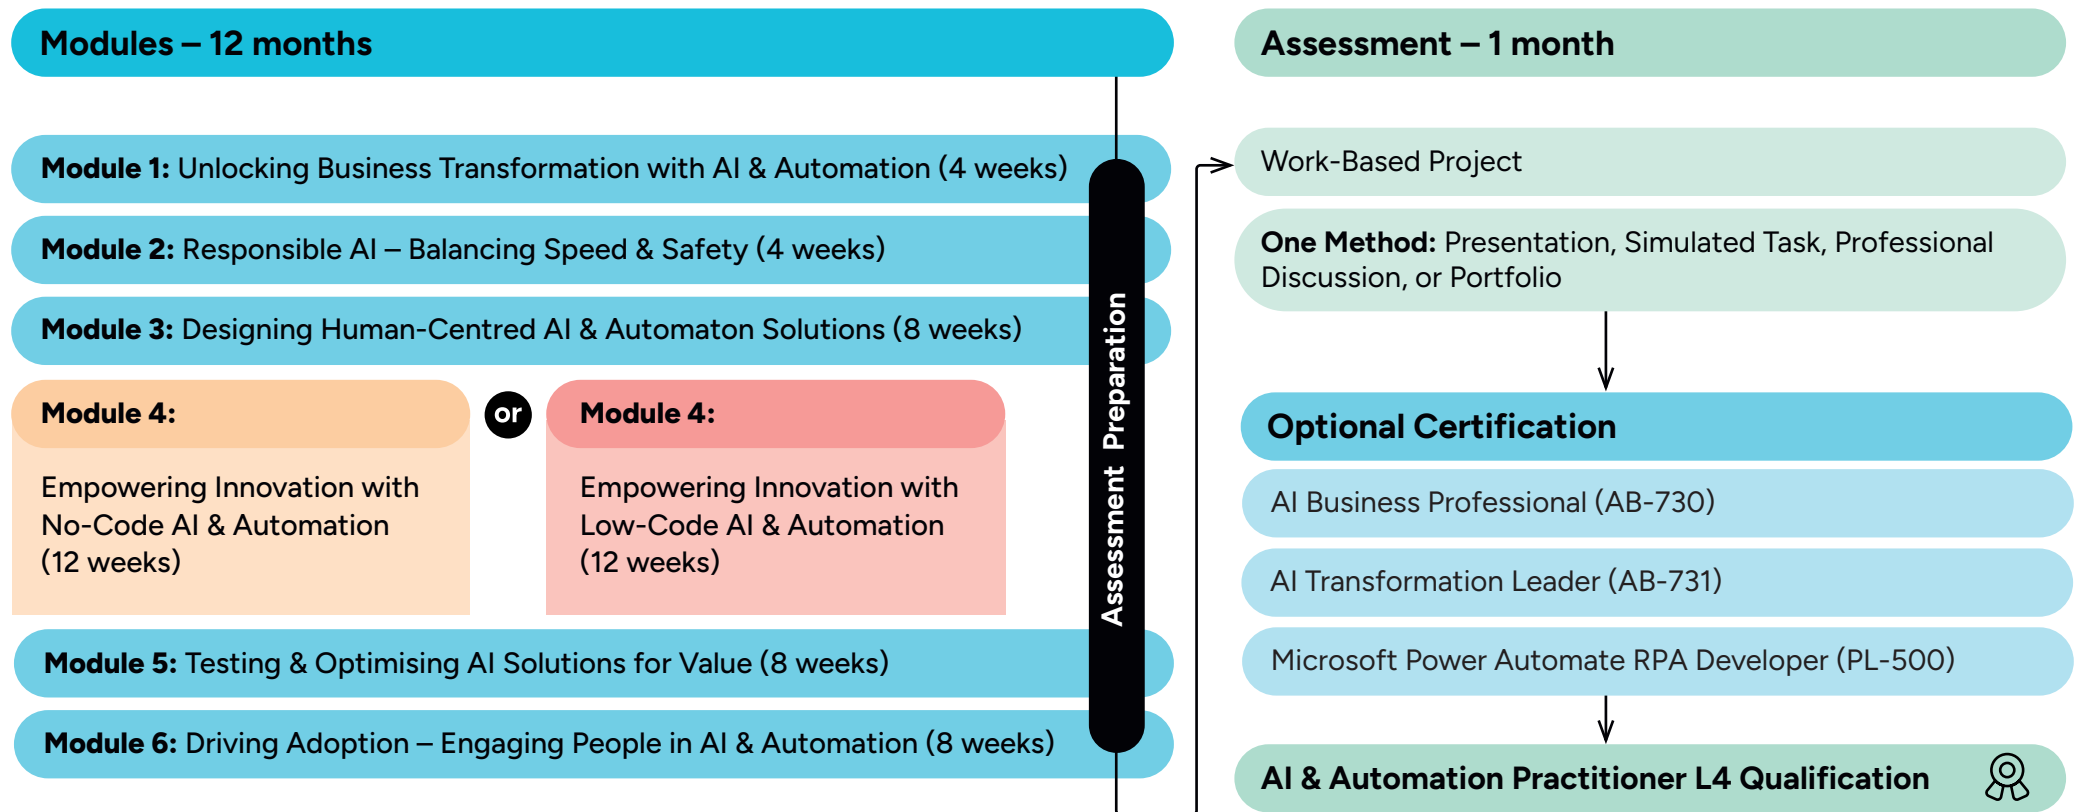 Modules – 12 months
Module 1: Unlocking Business Transformation with AI & Automation (4 weeks)
Module 2: Responsible AI – Balancing Speed & Safety (4 weeks)
Module 3: Designing Human-Centred AI & Automaton Solutions (8 weeks)
Module 4:
Empowering Innovation with
No-Code AI & Automation
(12 weeks)
or
Module 4:
Empowering Innovation with
Low-Code AI & Automation
(12 weeks)
Module 5: Testing & Optimising AI Solutions for Value (8 weeks)
Module 6: Driving Adoption – Engaging People in AI & Automation (8 weeks)
Assessment Preparation
Assessment – 1 month
Work-Based Project
One Method: Presentation, Simulated Task, Professional
Discussion, or Portfolio
Optional Certification
AI Business Professional (AB-730)
AI Transformation Leader (AB-731)
Microsoft Power Automate RPA Developer (PL-500)
AI & Automation Practitioner L4 Qualification